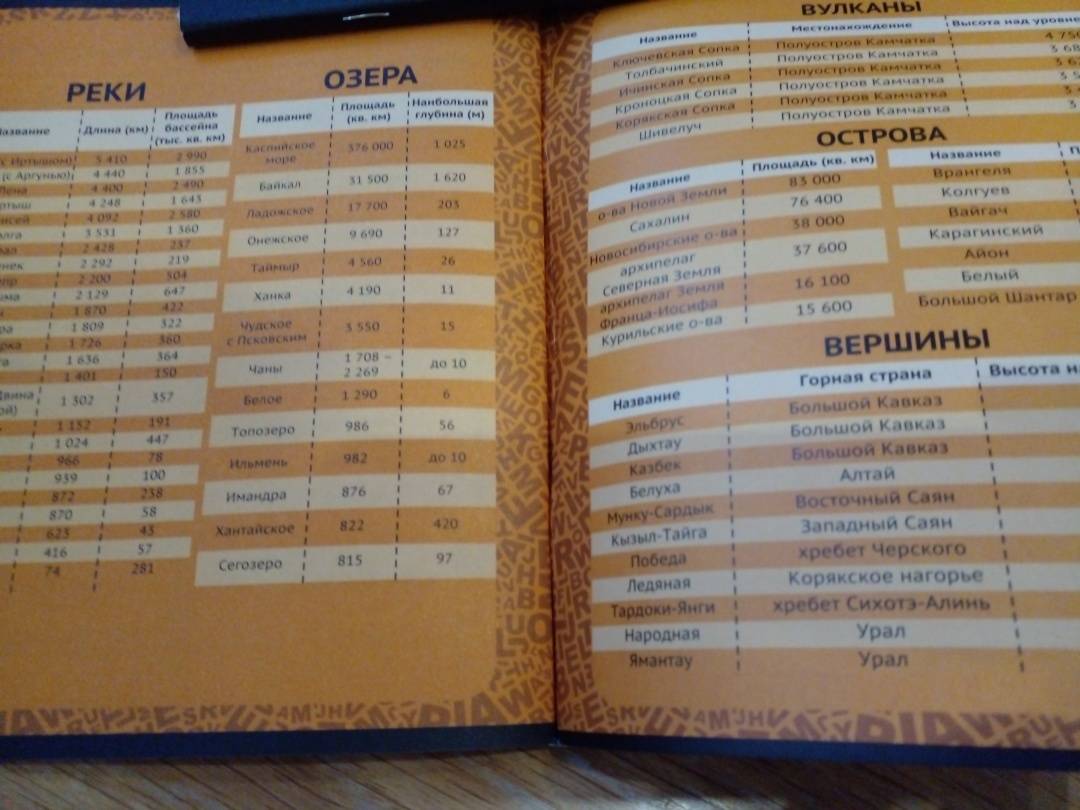 РЕКИ
Название Длина (км) Площадь бассейна (тыс. кв. км)
(с Иртышом) 5 410 2 990
(с Аргунью) 4 440 1 855
Лена 4 400 2 490
4 248 1 643
4 092 2 580
3 531 1 360
2 428 237
2 292 219
2 200 504
2 129 647
1 870 422
1 809 322
1 726 360
1 636 364
1 401 150
Двина
1 302 357
1 152 191
1 024 447
966 78
939 100
872 238
870 58
623 43
416 57
74 281
ОЗЕРА
Название Площадь (кв. км) Наибольшая глубина (м)
Каспийское море 376 000 1 025
Байкал 31 500 1 620
Ладожское 17 700 203
Онежское 9 690 127
Таймыр 4 560 26
Ханка 4 190 11
Чудское с Псковским 3 550 15
Чаны 1 708 – 2 269 до 10
Белое 1 290 6
Топозеро 986 56
Ильмень 982 до 10
Имандра 876 67
Хантайское 822 420
Сегозеро 815 97
ВУЛКАНЫ
Название Местонахождение Высота над уровне
Ключевская Сопка Полуостров Камчатка
Толбачинский Полуостров Камчатка
Ичинская Сопка Полуостров Камчатка
Кроноцкая Сопка Полуостров Камчатка
Корякская Сопка Полуостров Камчатка
Шивелуч Полуостров Камчатка
ОСТРОВА
Название Площадь (кв. км)
о-ва Новой Земли 83 000
Сахалин 76 400
Новосибирские о-ва 38 000
архипелаг Северная Земля 37 600
архипелаг Земля Франца-Иосифа 16 100
Курильские о-ва 15 600
Название
Врангеля
Колгуев
Вайгач
Карагинский
Айон
Белый
Большой Шантар
ВЕРШИНЫ
Название Горная страна Высота на
Эльбрус Большой Кавказ
Дыхтау Большой Кавказ
Казбек Большой Кавказ
Белуха Алтай
Мунку-Сардык Восточный Саян
Кызыл-Тайга Западный Саян
Победа хребет Черского
Ледяная Корякское нагорье
Тардоки-Янги хребет Сихотэ-Алинь
Народная Урал
Ямантау Урал